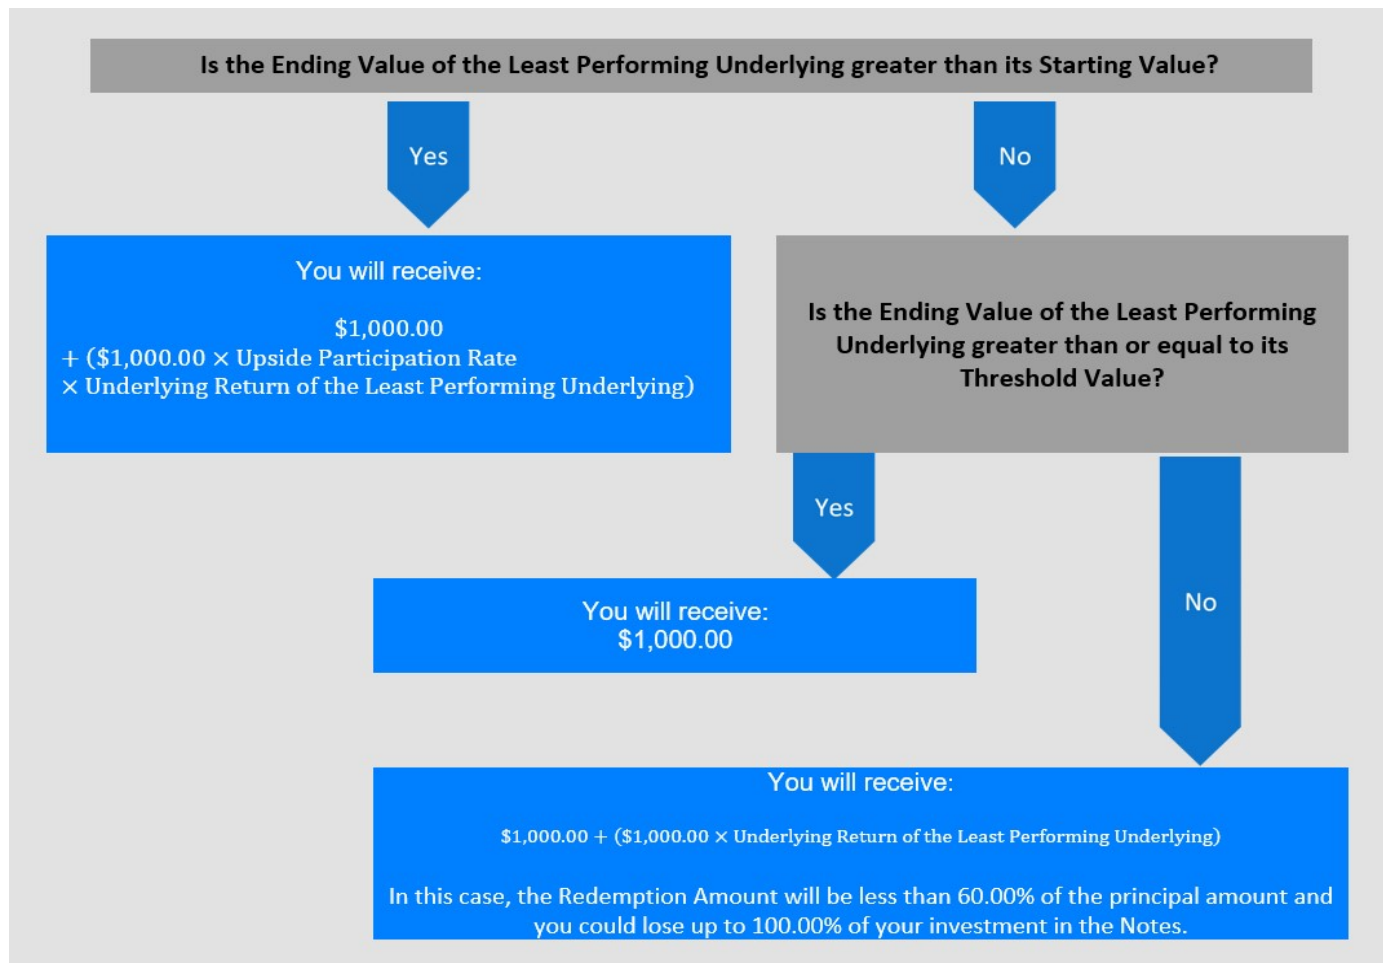 Is the Ending Value of the Least Performing Underlying greater than its Starting Value?
Yes
No
You will receive:
$1,000.00
+ ($1,000.00 × Upside Participation Rate
× Underlying Return of the Least Performing Underlying)
Is the Ending Value of the Least Performing
Underlying greater than or equal to its
Threshold Value?
Yes
No
You will receive:
$1,000.00
You will receive:
$1,000.00 + ($1,000.00 × Underlying Return of the Least Performing Underlying)
In this case, the Redemption Amount will be less than 60.00% of the principal amount and
you could lose up to 100.00% of your investment in the Notes.